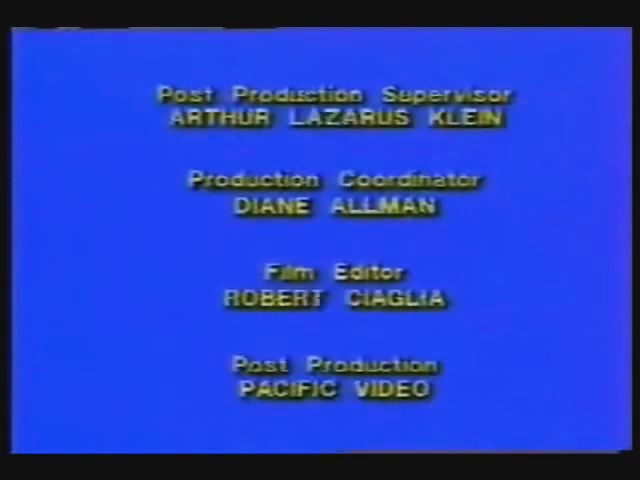 Post Production Supervisor
ARTHUR LAZARUS KLEIN
Production Coordinator
DIANE ALLMAN
Film Editor
ROBERT CIAGLIA
Post Production
PACIFIC VIDEO